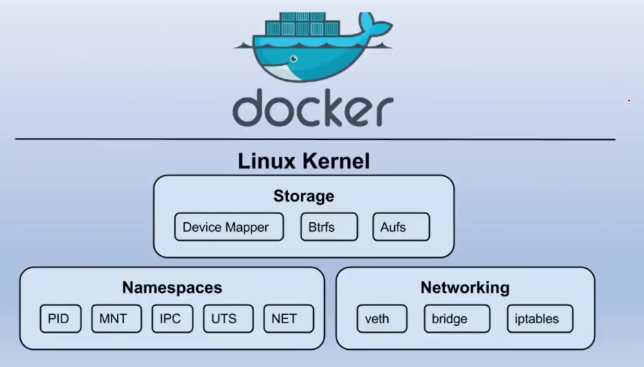 docker
Linux Kernel
Storage
Device Mapper Btrfs Aufs
Namespaces
PID MNT IPC UTS NET
Networking
veth bridge iptables